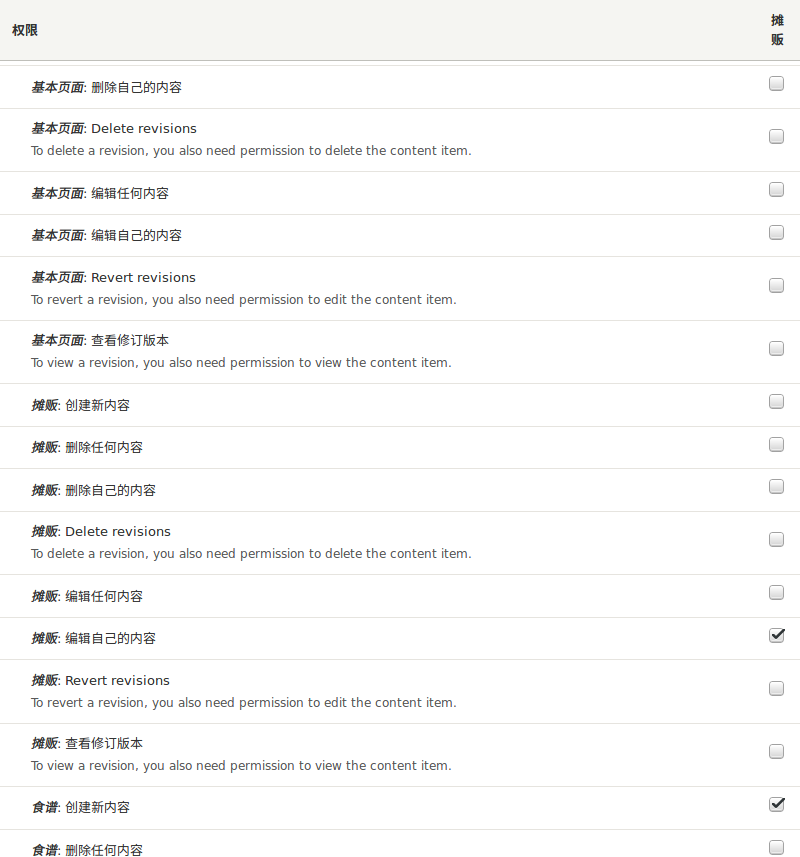 权限
摊
贩
基本页面: 删除自己的内容
基本页面: Delete revisions
To delete a revision, you also need permission to delete the content item.
基本页面: 编辑任何内容
基本页面: 编辑自己的内容
基本页面: Revert revisions
To revert a revision, you also need permission to edit the content item.
基本页面: 查看修订版本
To view a revision, you also need permission to view the content item.
摊贩: 创建新内容
摊贩: 删除任何内容
摊贩: 删除自己的内容
摊贩: Delete revisions
To delete a revision, you also need permission to delete the content item.
摊贩: 编辑任何内容
摊贩: 编辑自己的内容
摊贩: Revert revisions
To revert a revision, you also need permission to edit the content item.
摊贩: 查看修订版本
To view a revision, you also need permission to view the content item.
食谱: 创建新内容
食谱: 删除任何内容